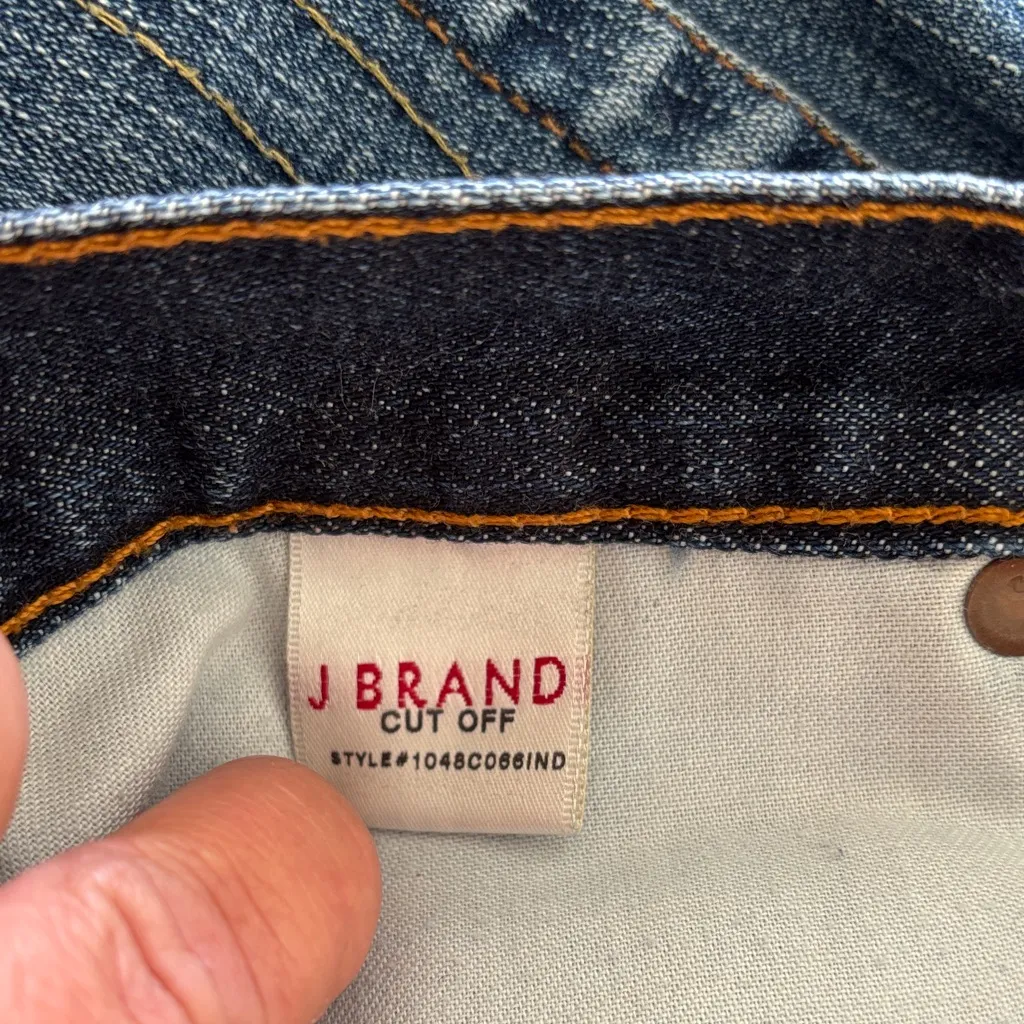 J BRAND
CUT OFF
STYLE#1048C066IND